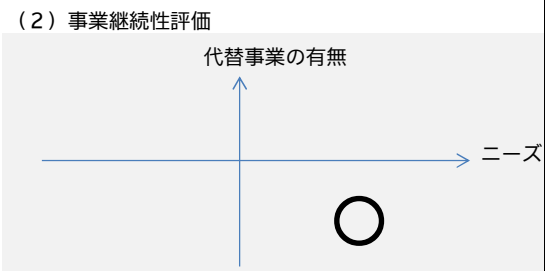 （２）事業継続性評価
代替事業の有無
ニーズ